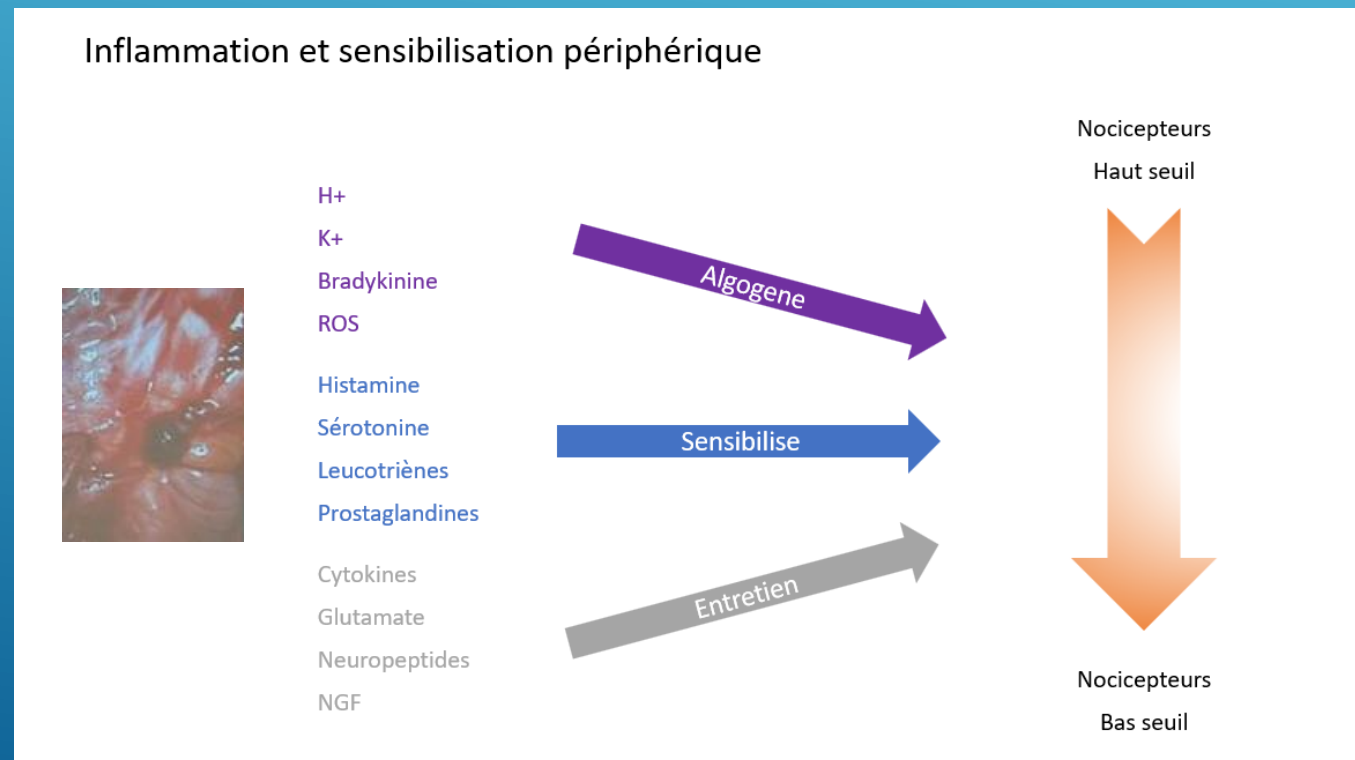 Inflammation et sensibilisation périphérique
H+
K+
Bradykinine
ROS
Histamine
Sérotonine
Leucotriènes
Prostaglandines
Cytokines
Glutamate
Neuropeptides
NGF
Algogene
Sensibilise
Entretien
Nocicepteurs
Haut seuil
Nocicepteurs
Bas seuil